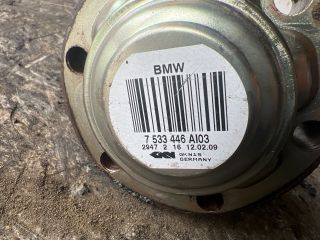 BMW
7 533 446 AI03
2947 2 16 12.02.09
GKN
GERMANY